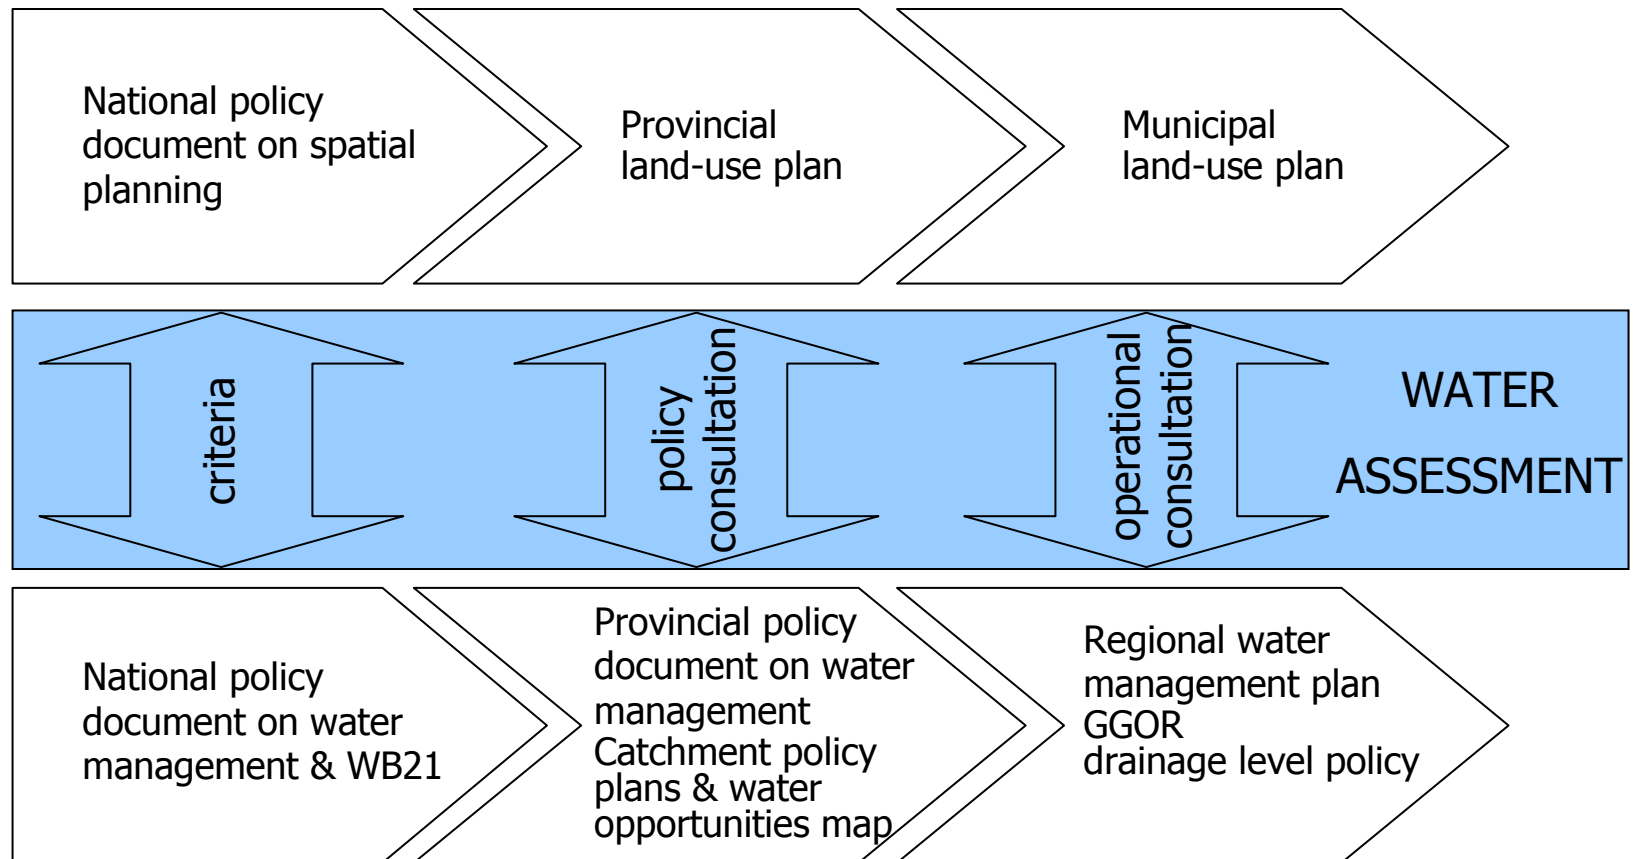 National policy
document on spatial
planning
Provincial
land-use plan
Municipal
land-use plan
criteria
policy
consultation
operational
consultation
WATER
ASSESSMENT
National policy
document on water
management & WB21
Provincial policy
document on water
management
Catchment policy
plans & water
opportunities map
Regional water
management plan
GGOR
drainage level policy